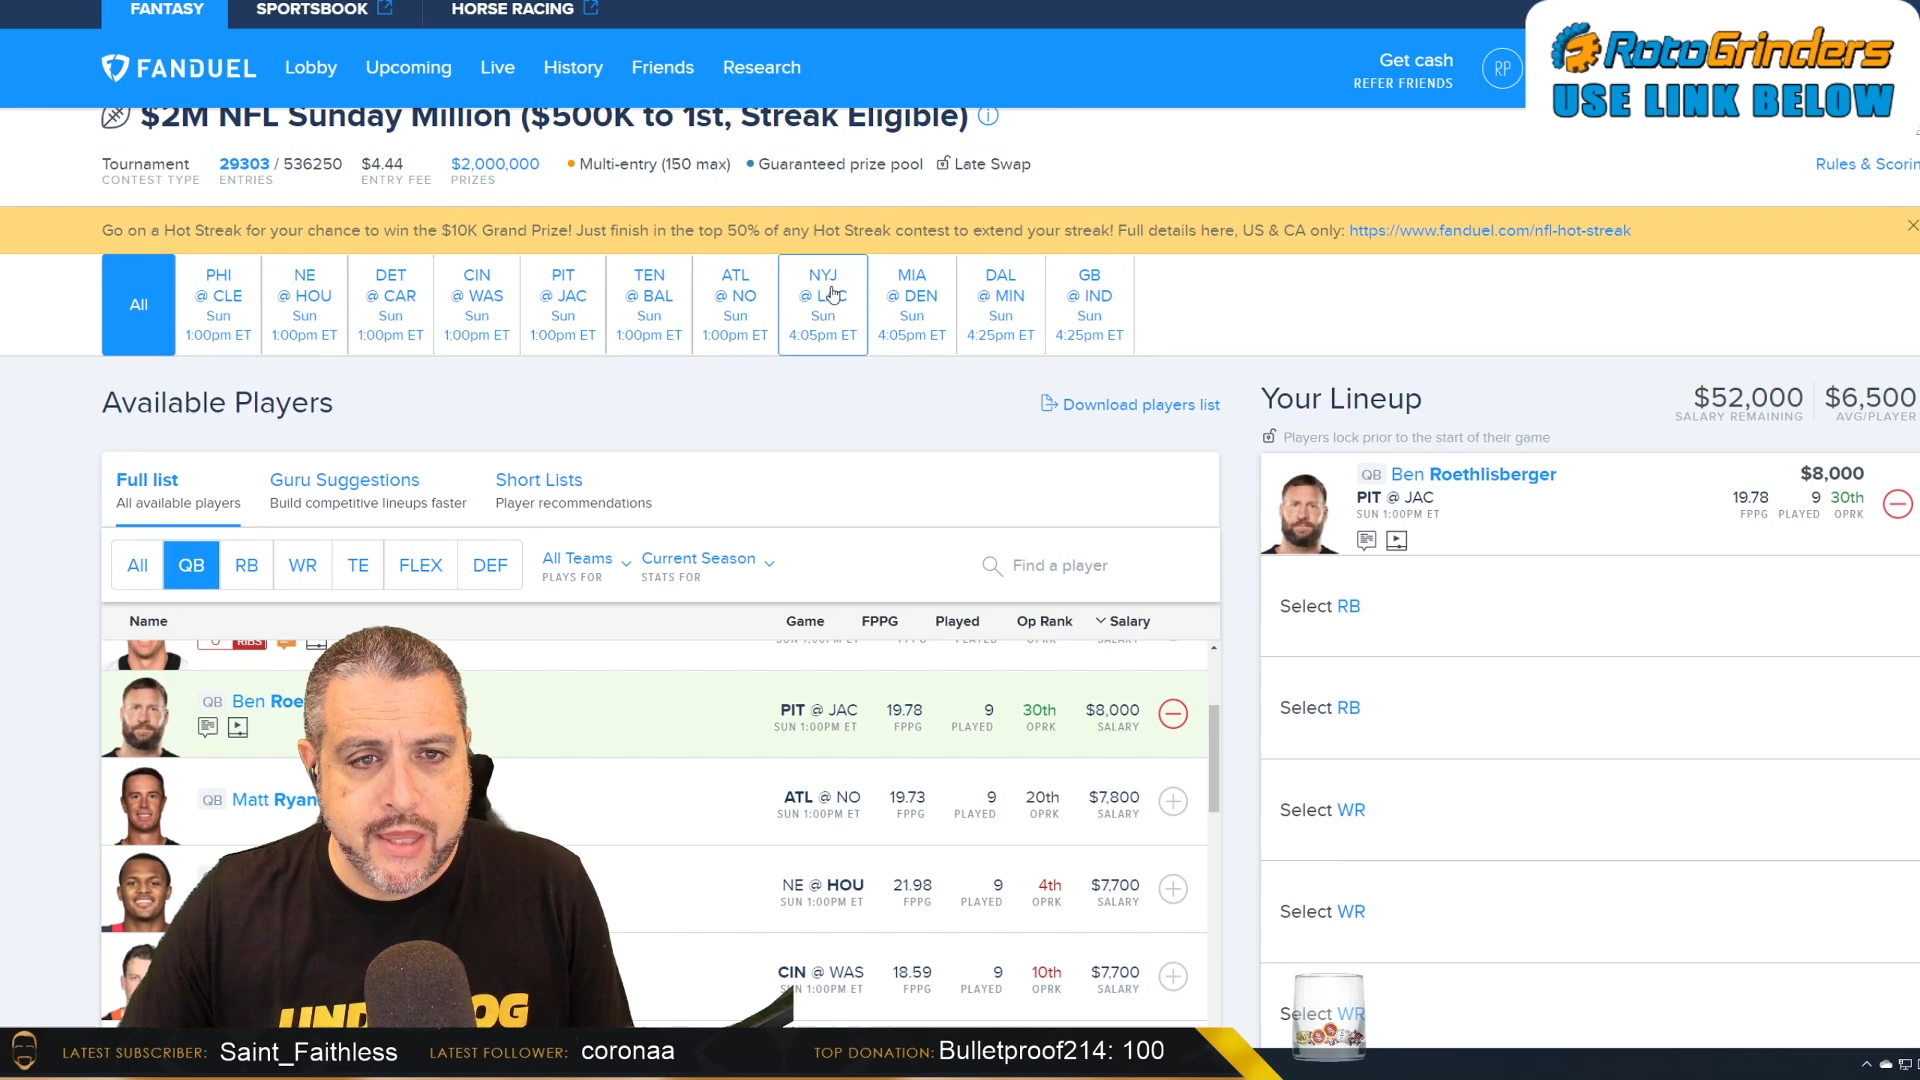 FANTASY
SPORTSBOOK
HORSE RACING
FANDUEL
Lobby
Upcoming
Live
History
Friends
Research
Get cash
REFER FRIENDS
RP
RotoGrinders
USE LINK BELOW
$2M NFL Sunday Million ($500K to 1st, Streak Eligible)
Tournament
CONTEST TYPE
29303 / 536250
ENTRIES
$4.44
ENTRY FEE
$2,000,000
PRIZES
Multi-entry (150 max)
Guaranteed prize pool
Late Swap
Rules & Scorin
Go on a Hot Streak for your chance to win the $10K Grand Prize! Just finish in the top 50% of any Hot Streak contest to extend your streak! Full details here, US & CA only: https://www.fanduel.com/nfl-hot-streak
All
PHI
@ CLE
Sun
1:00pm ET
NE
@ HOU
Sun
1:00pm ET
DET
@ CAR
Sun
1:00pm ET
CIN
@ WAS
Sun
1:00pm ET
PIT
@ JAC
Sun
1:00pm ET
TEN
@ BAL
Sun
1:00pm ET
ATL
@ NO
Sun
1:00pm ET
NYJ
@ LAC
Sun
4:05pm ET
MIA
@ DEN
Sun
4:05pm ET
DAL
@ MIN
Sun
4:25pm ET
GB
@ IND
Sun
4:25pm ET
Available Players
Download players list
Full list
All available players
Guru Suggestions
Build competitive lineups faster
Short Lists
Player recommendations
All
QB
RB
WR
TE
FLEX
DEF
All Teams
PLAYS FOR
Current Season
STATS FOR
Find a player
Name
Game
FPPG
Played
Op Rank
Salary
RIBS
QB Ben Roe
PIT @ JAC
SUN 1:00PM ET
19.78
FPPG
9
PLAYED
30th
OPRK
$8,000
SALARY
QB Matt Ryan
ATL @ NO
SUN 1:00PM ET
19.73
FPPG
9
PLAYED
20th
OPRK
$7,800
SALARY
NE @ HOU
SUN 1:00PM ET
21.98
FPPG
9
PLAYED
4th
OPRK
$7,700
SALARY
CIN @ WAS
SUN 1:00PM ET
18.59
FPPG
9
PLAYED
10th
OPRK
$7,700
SALARY
Your Lineup
$52,000
SALARY REMAINING
$6,500
AVG/PLAYER
Players lock prior to the start of their game
QB Ben Roethlisberger
PIT @ JAC
SUN 1:00PM ET
$8,000
19.78
FPPG
9
PLAYED
30th
OPRK
Select RB
Select RB
Select WR
Select WR
Select WR
LATEST SUBSCRIBER: Saint_Faithless
LATEST FOLLOWER: coronaa
TOP DONATION: Bulletproof214: 100